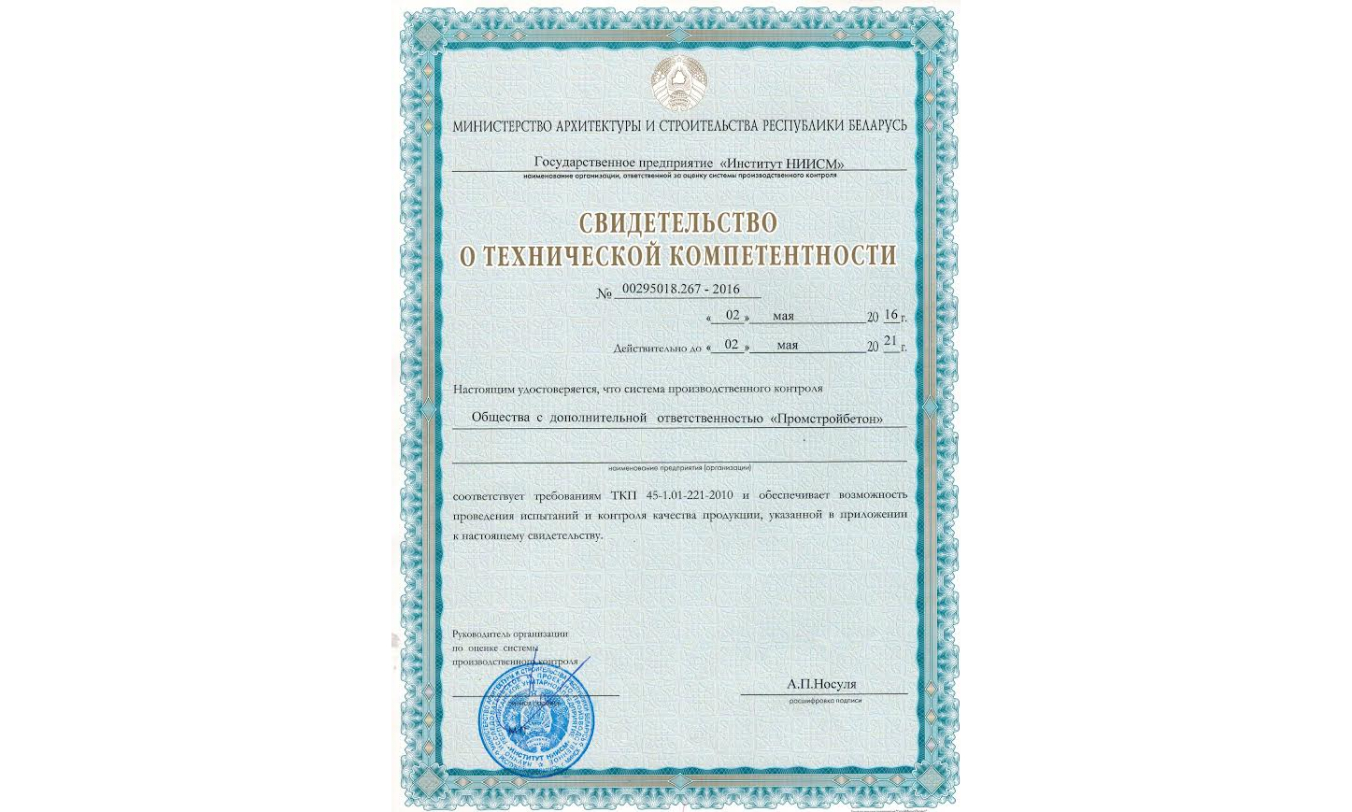 МИНИСТЕРСТВО АРХИТЕКТУРЫ И СТРОИТЕЛЬСТВА РЕСПУБЛИКИ БЕЛАРУСЬ
Государственное предприятие «Институт НИИСМ»
наименование организации, ответственной за оценку системы производственного контроля
СВИДЕТЕЛЬСТВО
О ТЕХНИЧЕСКОЙ КОМПЕТЕНТНОСТИ
№ 00295018.267 - 2016
« 02 » мая 20 16 г.
Действительно до « 02 » мая 20 21 г.
Настоящим удостоверяется, что система производственного контроля
Общества с дополнительной ответственностью «Промстройбетон»
наименование предприятия (организации)
соответствует требованиям ТКП 45-1.01-221-2010 и обеспечивает возможность
проведения испытаний и контроля качества продукции, указанной в приложении
к настоящему свидетельству.
Руководитель организации
по оценке системы
производственного контроля
А.П.Носуля
расшифровка подписи
«ИНСТИТУТ НИИСМ»